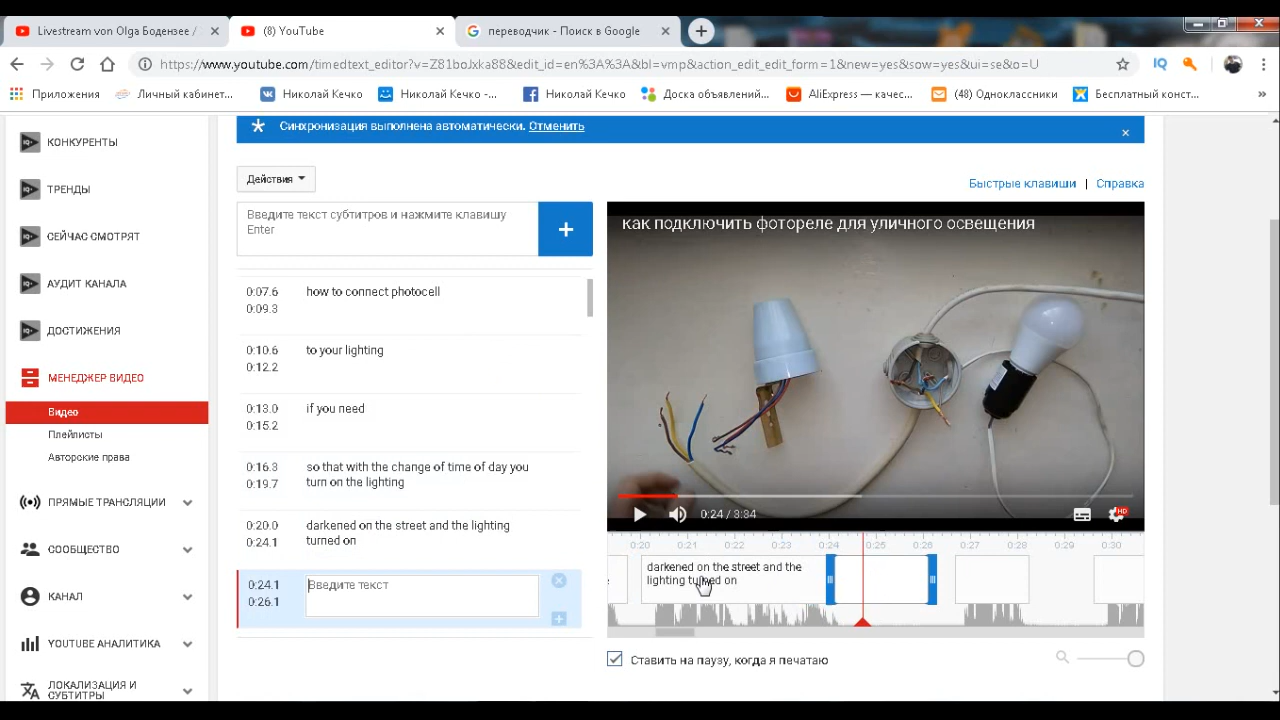 Livestream von Olga Бодензее /
(8) YouTube
Поиск в Google
https://www.youtube.com/timedtext_editor?v=Z81boJxka88&edit_id=en%3A%3A&bl=vmp&action_edit_edit_form=1&new=yes&sow=yes&ui=se&o=U
IQ
Приложения
Личный кабинет...
Николай Кечко
Николай Кечко -...
Николай Кечко
Доска объявлений...
AliExpress — качес...
(48) Одноклассники
Бесплатный конст...
»
КОНКУРЕНТЫ
ТРЕНДЫ
СЕЙЧАС СМОТРЯТ
АУДИТ КАНАЛА
ДОСТИЖЕНИЯ
МЕНЕДЖЕР ВИДЕО
Видео
Плейлисты
Авторские права
ПРЯМЫЕ ТРАНСЛЯЦИИ
СООБЩЕСТВО
КАНАЛ
YOUTUBE АНАЛИТИКА
ЛОКАЛИЗАЦИЯ И
СУБТИТРЫ
Синхронизация выполнена автоматически. Отменить
Действия
Быстрые клавиши | Справка
Введите текст субтитров и нажмите клавишу
Enter
+
0:07.6 how to connect photocell
0:09.3
0:10.6 to your lighting
0:12.2
0:13.0 if you need
0:15.2
0:16.3 so that with the change of time of day you
0:19.7 turn on the lighting
0:20.0 darkened on the street and the lighting
0:24.1 turned on
0:24.1 Введите текст
0:26.1
как подключить фотореле для уличного освещения
0:24 / 3:34
HD
0:20 0:21 0:22 0:23 0:24 0:25 0:26 0:27 0:28 0:29 0:30
darkened on the street and the
lighting turned on
Ставить на паузу, когда я печатаю